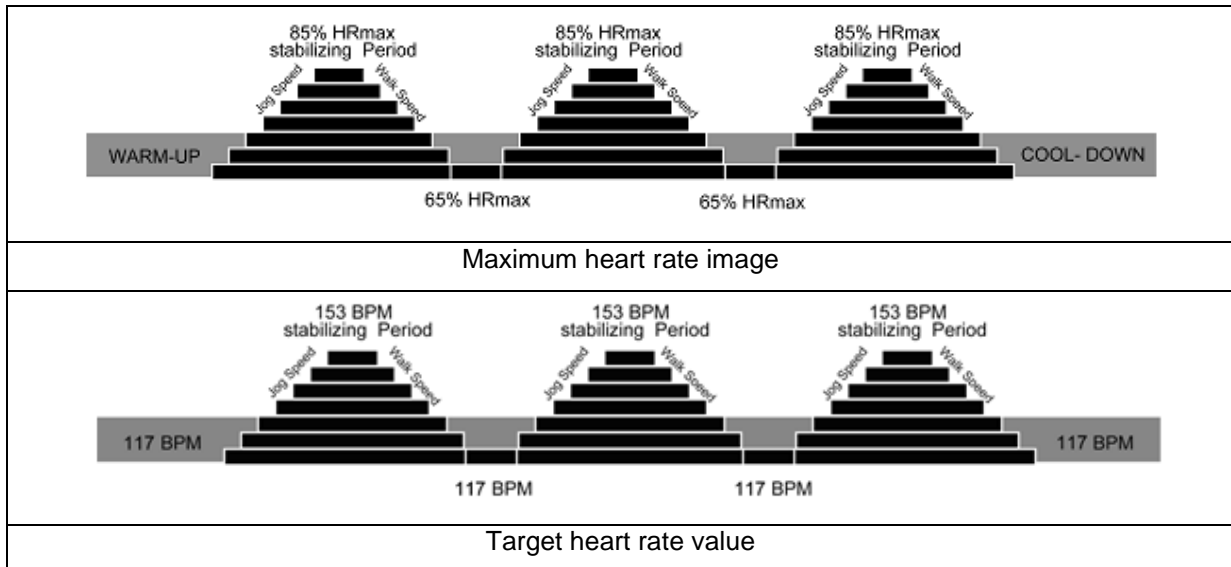 85% HRmax
stabilizing Period
85% HRmax
stabilizing Period
85% HRmax
stabilizing Period
Jog Speed
Walk Speed
Jog Speed
Walk Speed
Jog Speed
Walk Speed
WARM-UP
COOL- DOWN
65% HRmax
65% HRmax
Maximum heart rate image
153 BPM
stabilizing Period
153 BPM
stabilizing Period
153 BPM
stabilizing Period
Jog Speed
Walk Speed
Jog Speed
Walk Speed
Jog Speed
Walk Speed
117 BPM
117 BPM
117 BPM
117 BPM
Target heart rate value